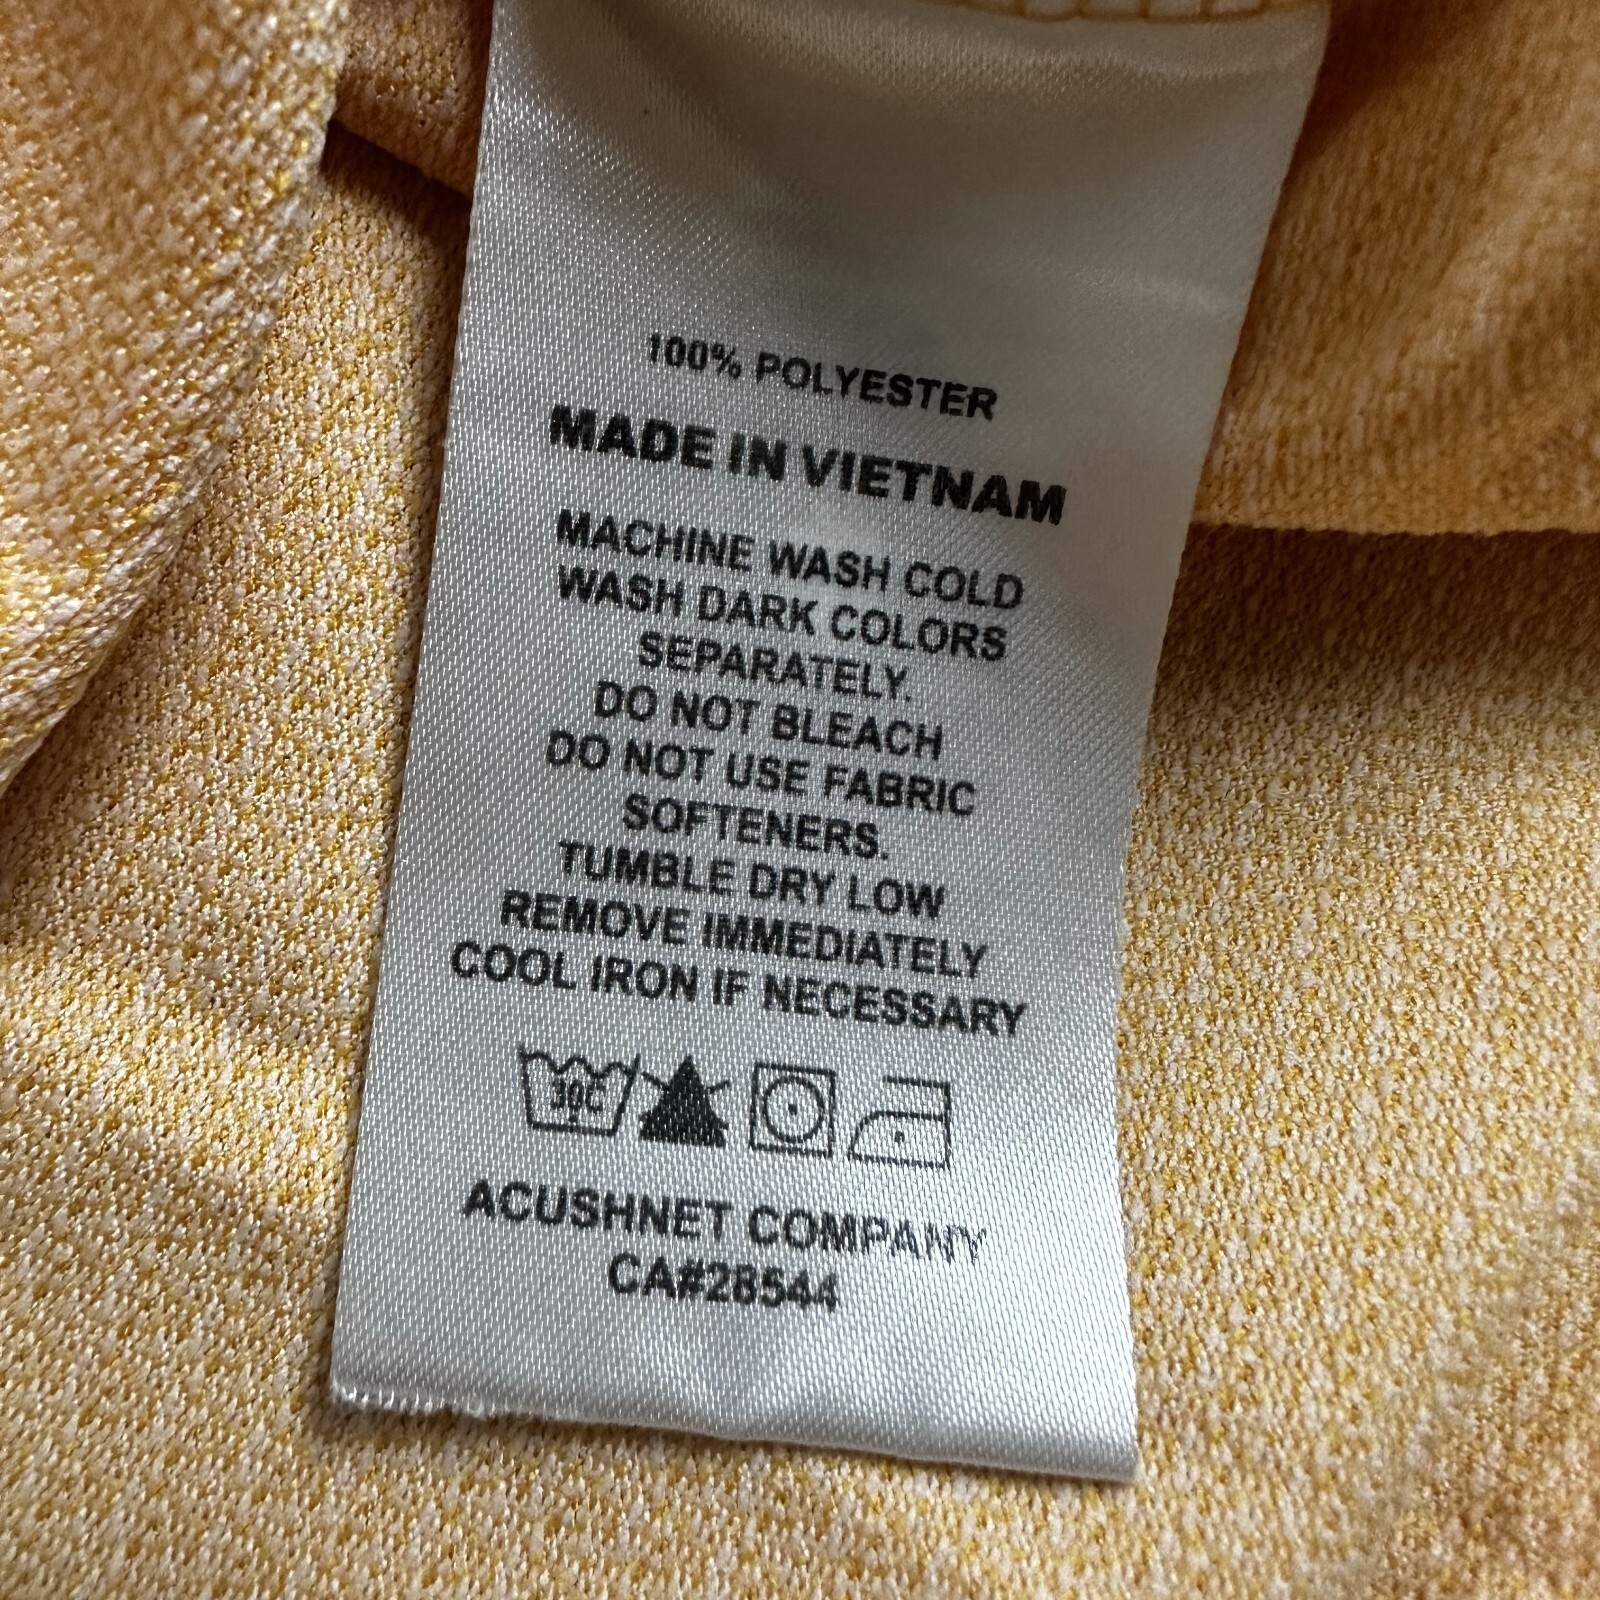 100% POLYESTER
MADE IN VIETNAM
MACHINE WASH COLD
WASH DARK COLORS
SEPARATELY.
DO NOT BLEACH
DO NOT USE FABRIC
SOFTENERS.
TUMBLE DRY LOW
REMOVE IMMEDIATELY
COOL IRON IF NECESSARY
30C
ACUSHNET COMPANY
CA#28544